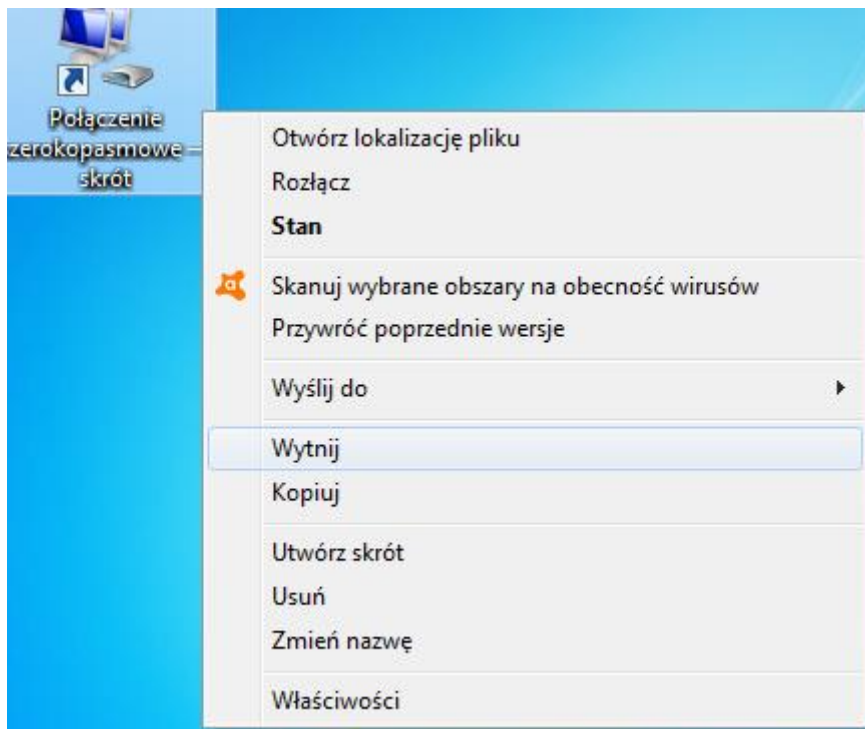 Połączenie
zerokopasmowe –
skrót
Otwórz lokalizację pliku
Rozłącz
Stan
Skanuj wybrane obszary na obecność wirusów
Przywróć poprzednie wersje
Wyślij do
Wytnij
Kopiuj
Utwórz skrót
Usuń
Zmień nazwę
Właściwości